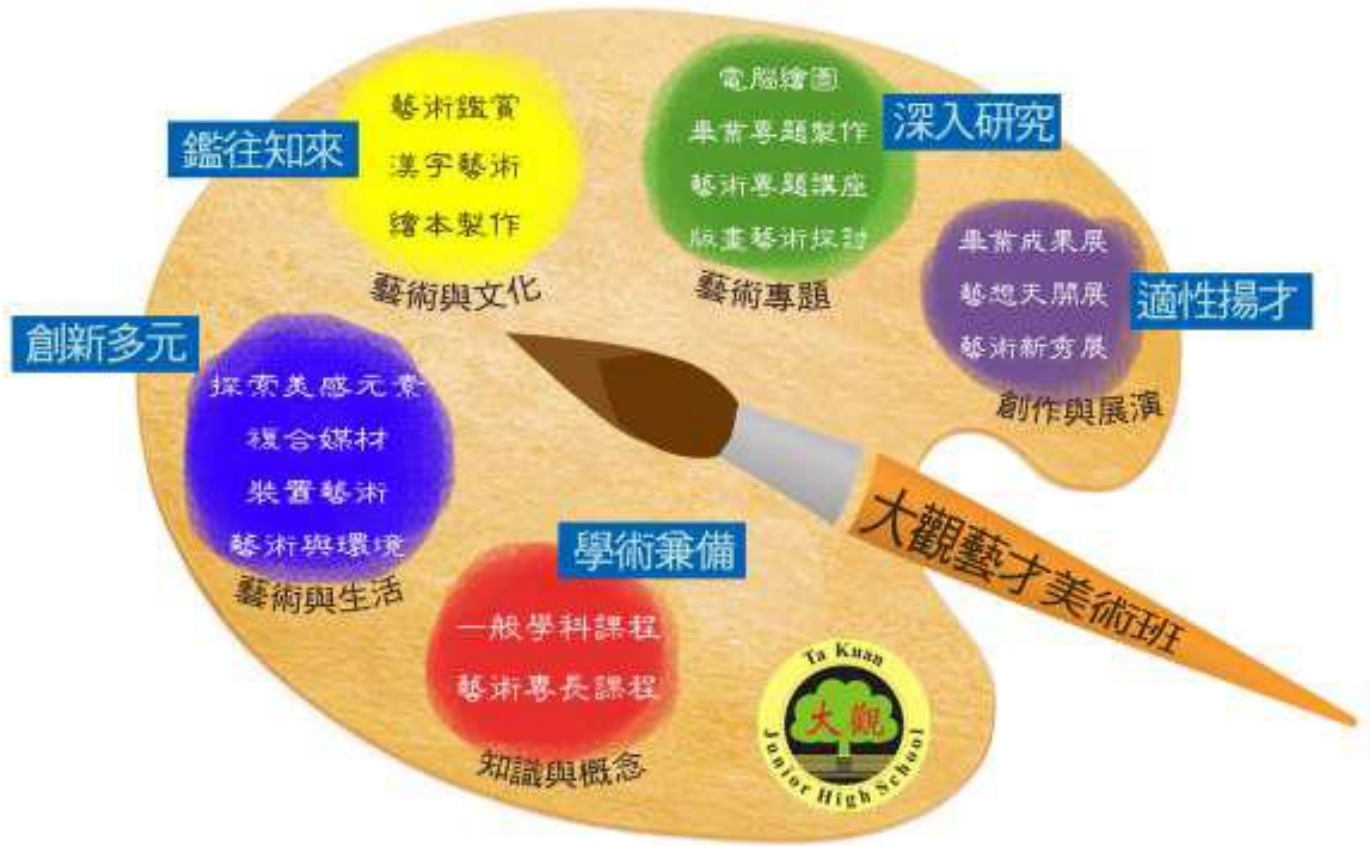 鑑往知來
藝術鑑賞
漢字藝術
繪本製作
藝術與文化
電腦繪圖
畢業專題製作
藝術專題講座
版畫藝術探討
藝術專題
深入研究
畢業成果展
藝想天開展
藝術新秀展
創作與展演
適性揚才
創新多元
探索美感元素
複合媒材
裝置藝術
藝術與環境
藝術與生活
學術兼備
一般學科課程
藝術專長課程
知識與概念
大觀藝才美術班
Ta Kuan
大觀
Junior High School